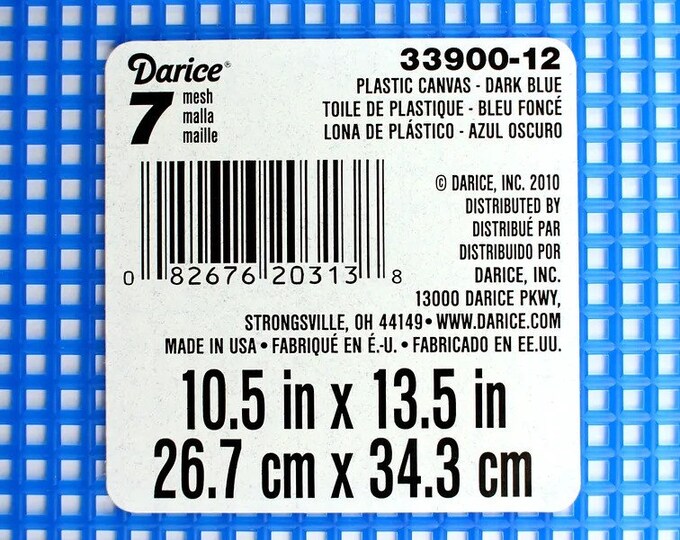 Darice®
33900-12
7 mesh
malla
maille
PLASTIC CANVAS - DARK BLUE
TOILE DE PLASTIQUE - BLEU FONCÉ
LONA DE PLÁSTICO - AZUL OSCURO
© DARICE, INC. 2010
DISTRIBUTED BY
DISTRIBUÉ PAR
DISTRIBUIDO POR
DARICE, INC.
13000 DARICE PKWY,
STRONGSVILLE, OH 44149 • WWW.DARICE.COM
0 82676 20313 8
MADE IN USA • FABRIQUÉ EN É.-U. • FABRICADO EN EE.UU.
10.5 in x 13.5 in
26.7 cm x 34.3 cm